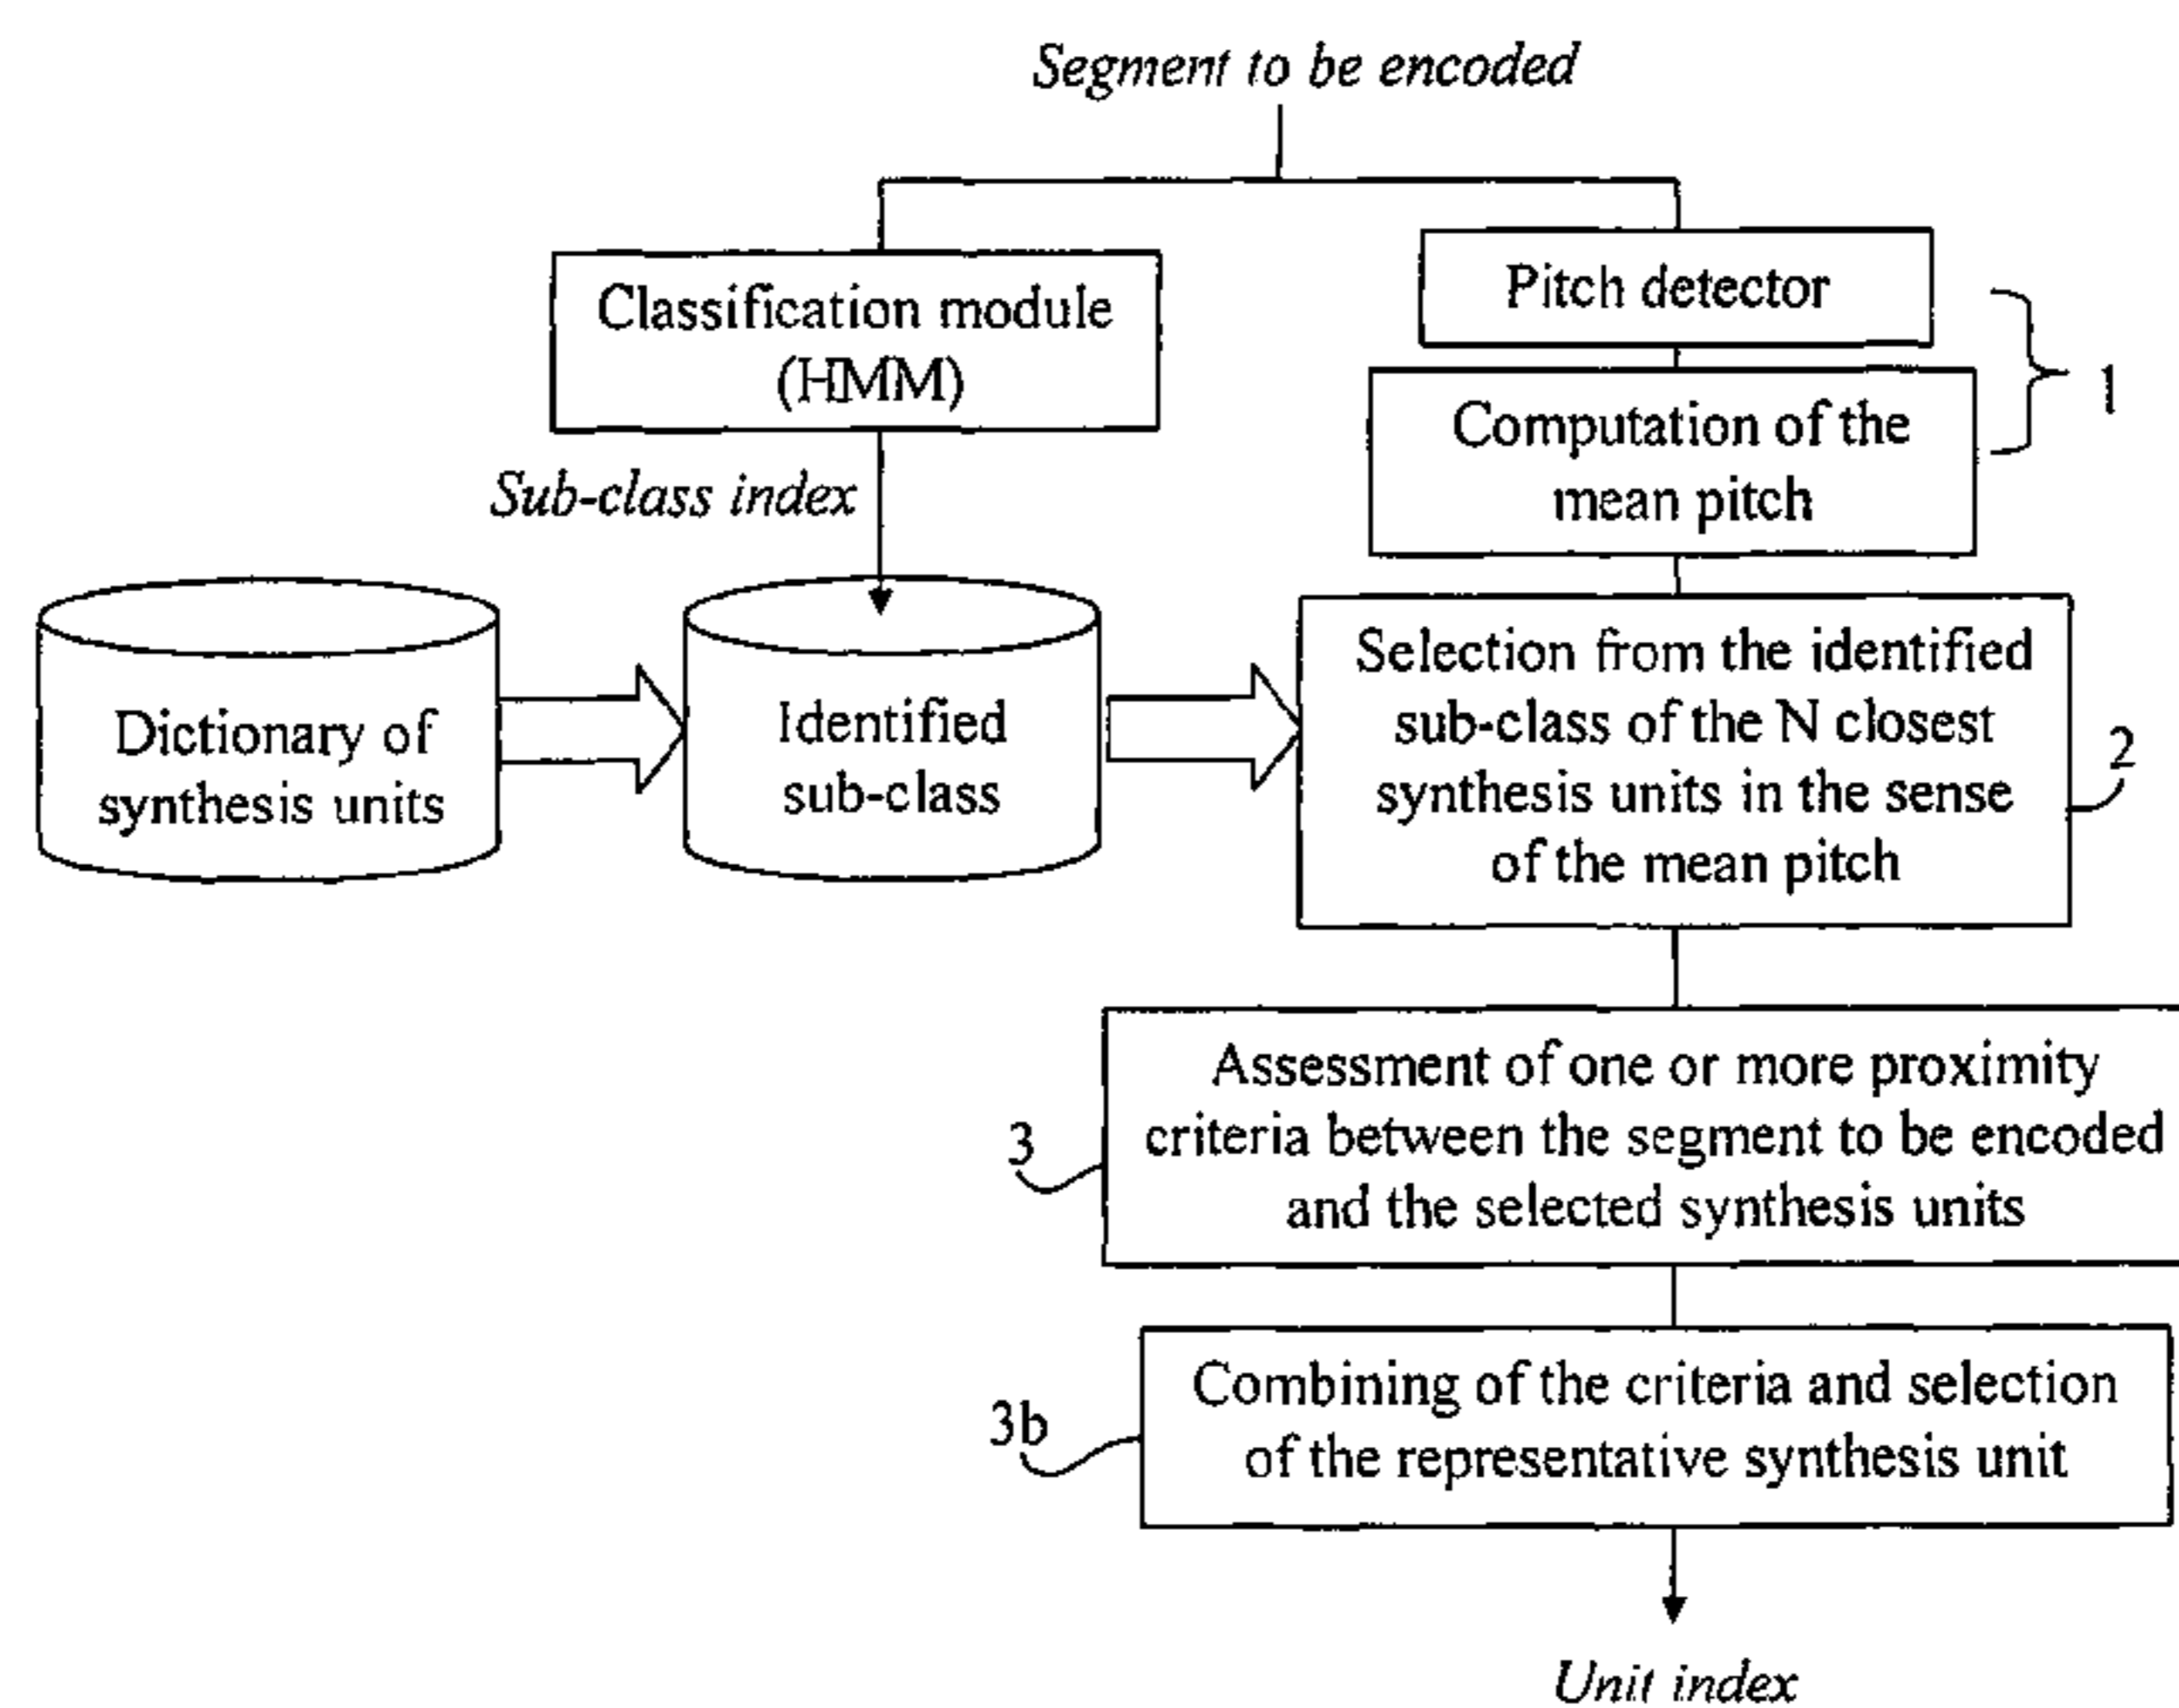 Segment to be encoded
Classification module
(HMM)
Pitch detector
Computation of the
mean pitch
1
Sub-class index
Dictionary of
synthesis units
Identified
sub-class
Selection from the identified
sub-class of the N closest
synthesis units in the sense
of the mean pitch
2
Assessment of one or more proximity
criteria between the segment to be encoded
and the selected synthesis units
3
Combining of the criteria and selection
of the representative synthesis unit
3b
Unit index